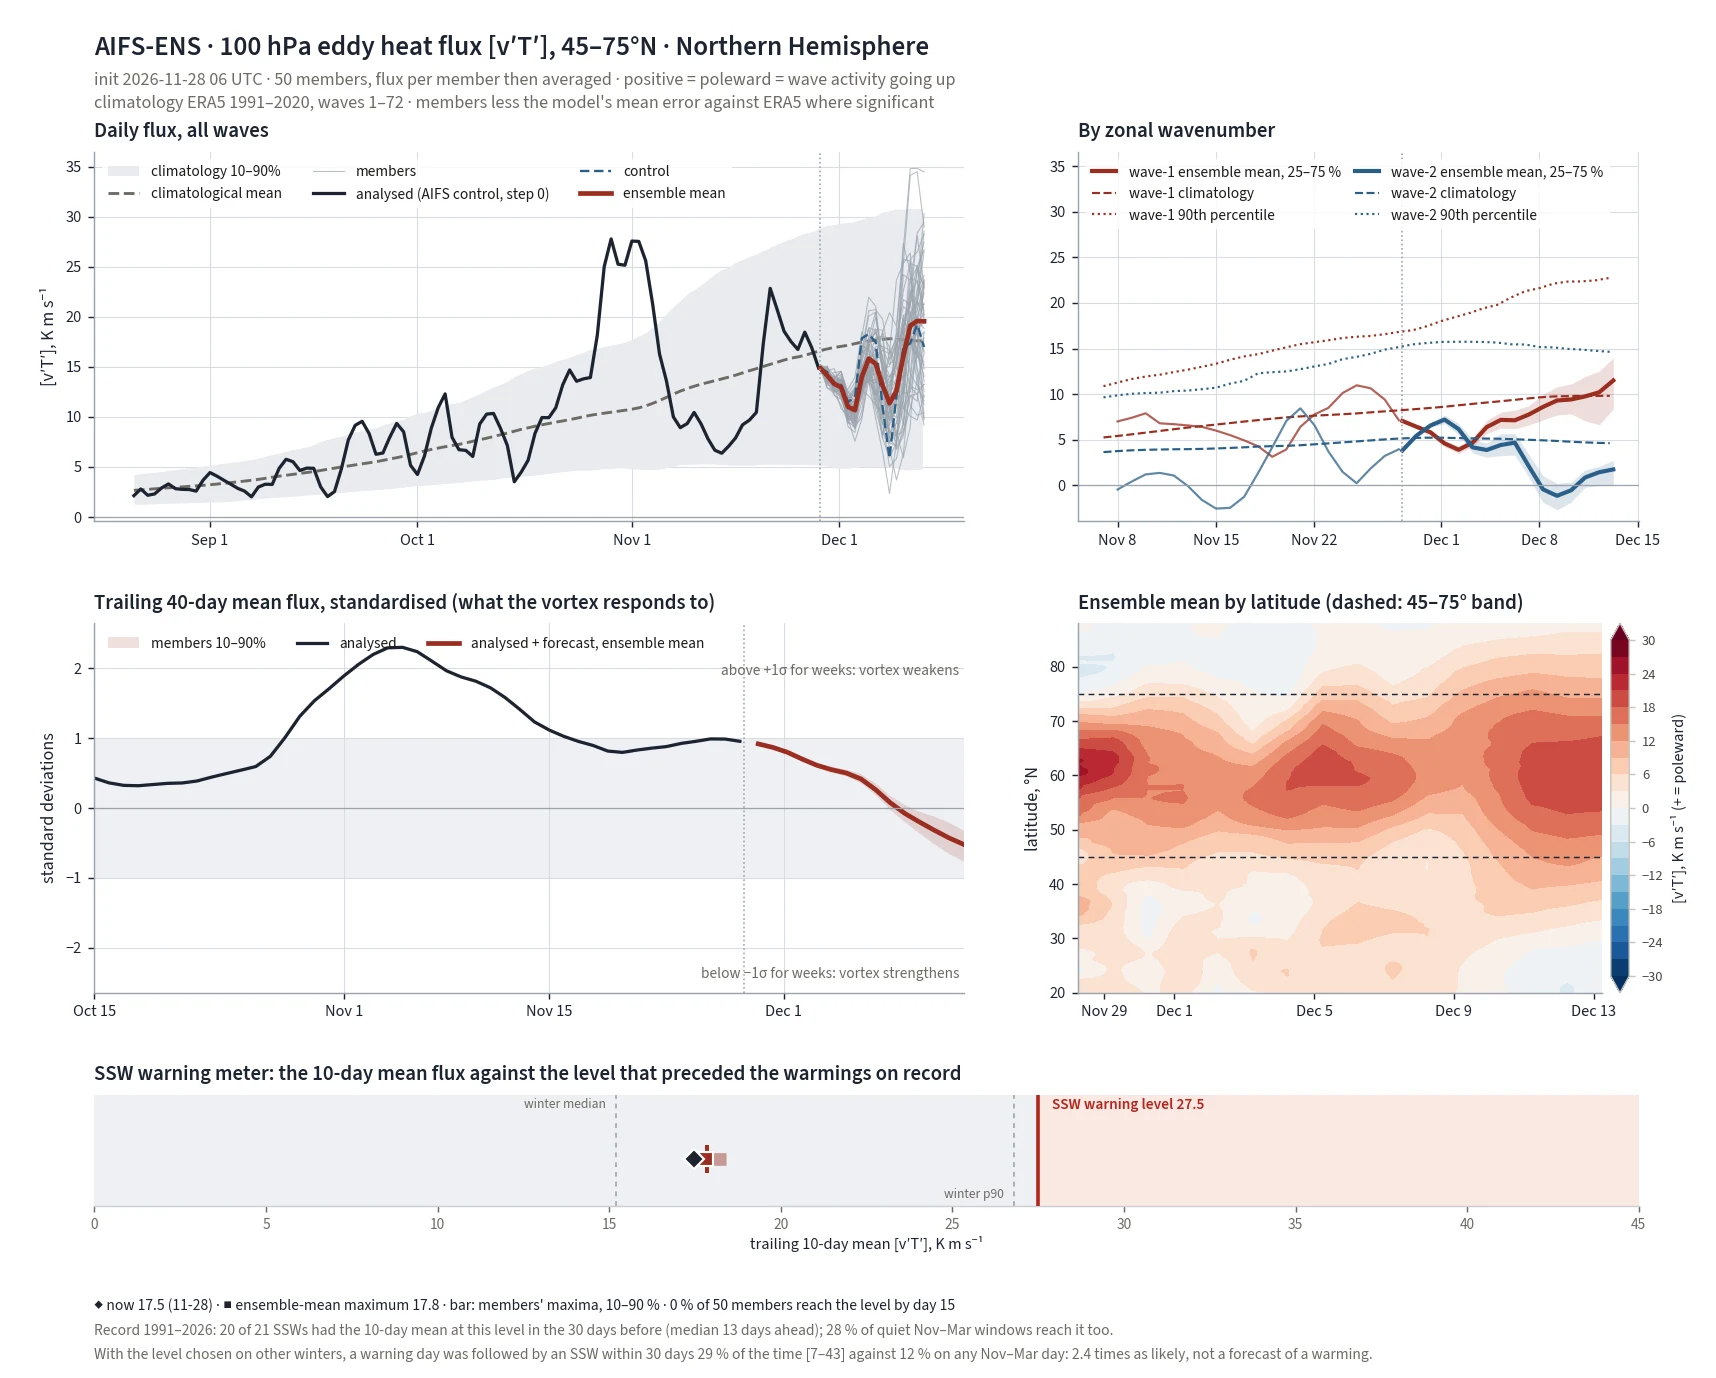 AIFS-ENS · 100 hPa eddy heat flux [v′T′], 45–75°N · Northern Hemisphere
init 2026-11-28 06 UTC · 50 members, flux per member then averaged · positive = poleward = wave activity going up
climatology ERA5 1991–2020, waves 1–72 · members less the model's mean error against ERA5 where significant
Daily flux, all waves
climatology 10–90%
members
control
climatological mean
analysed (AIFS control, step 0)
ensemble mean
35
30
25
20
15
10
5
0
[v′T′], K m s⁻¹
Sep 1
Oct 1
Nov 1
Dec 1
By zonal wavenumber
wave-1 ensemble mean, 25–75 %
wave-2 ensemble mean, 25–75 %
wave-1 climatology
wave-2 climatology
wave-1 90th percentile
wave-2 90th percentile
35
30
25
20
15
10
5
0
Nov 8
Nov 15
Nov 22
Dec 1
Dec 8
Dec 15
Trailing 40-day mean flux, standardised (what the vortex responds to)
members 10–90%
analysed
analysed + forecast, ensemble mean
above +1σ for weeks: vortex weakens
below −1σ for weeks: vortex strengthens
2
1
0
−1
−2
standard deviations
Oct 15
Nov 1
Nov 15
Dec 1
Ensemble mean by latitude (dashed: 45–75° band)
80
70
60
50
40
30
20
latitude, °N
Nov 29
Dec 1
Dec 5
Dec 9
Dec 13
30
24
18
12
6
0
−6
−12
−18
−24
−30
[v′T′], K m s⁻¹ (+ = poleward)
SSW warning meter: the 10-day mean flux against the level that preceded the warmings on record
winter median
SSW warning level 27.5
winter p90
0
5
10
15
20
25
30
35
40
45
trailing 10-day mean [v′T′], K m s⁻¹
◆ now 17.5 (11-28) · ■ ensemble-mean maximum 17.8 · bar: members' maxima, 10–90 % · 0 % of 50 members reach the level by day 15
Record 1991–2026: 20 of 21 SSWs had the 10-day mean at this level in the 30 days before (median 13 days ahead); 28 % of quiet Nov–Mar windows reach it too.
With the level chosen on other winters, a warning day was followed by an SSW within 30 days 29 % of the time [7–43] against 12 % on any Nov–Mar day: 2.4 times as likely, not a forecast of a warming.